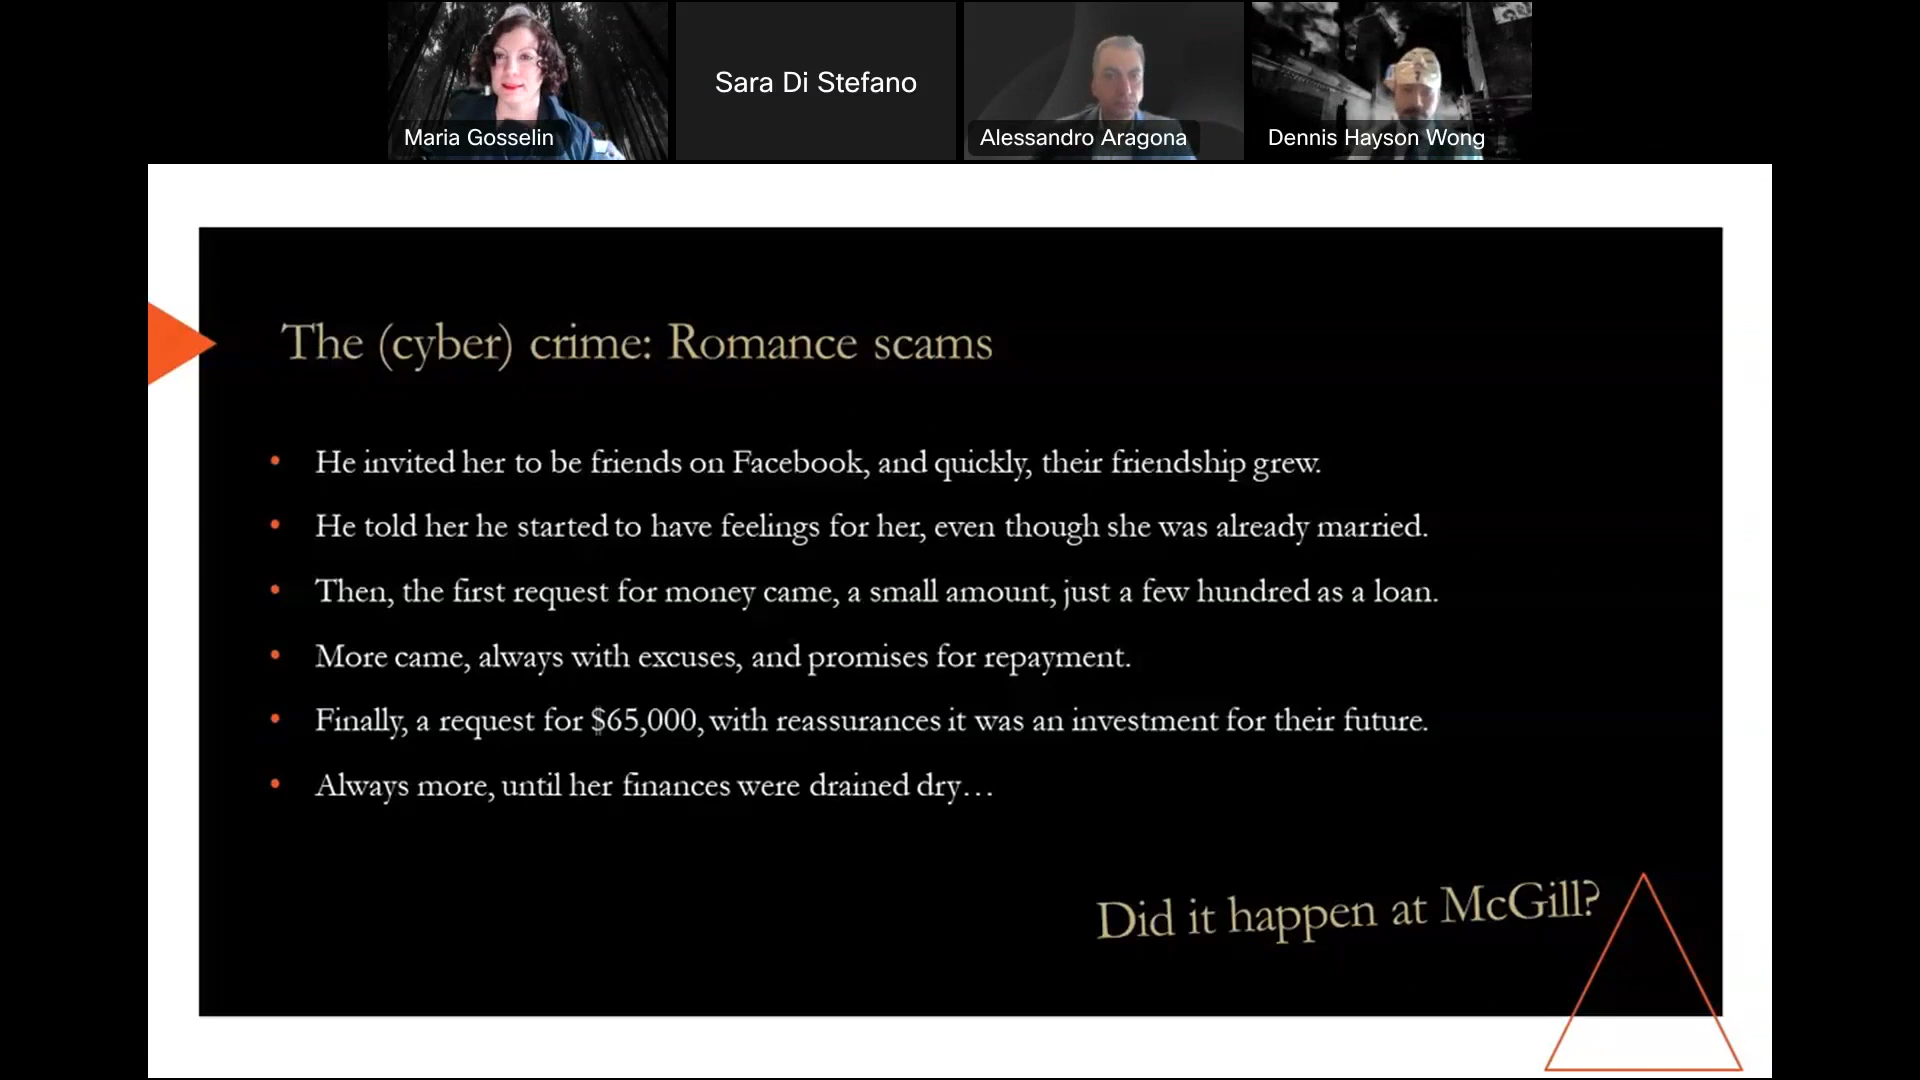 Maria Gosselin
Sara Di Stefano
Alessandro Aragona
Dennis Hayson Wong
The (cyber) crime: Romance scams
• He invited her to be friends on Facebook, and quickly, their friendship grew.
• He told her he started to have feelings for her, even though she was already married.
• Then, the first request for money came, a small amount, just a few hundred as a loan.
• More came, always with excuses, and promises for repayment.
• Finally, a request for $65,000, with reassurances it was an investment for their future.
• Always more, until her finances were drained dry…
Did it happen at McGill?